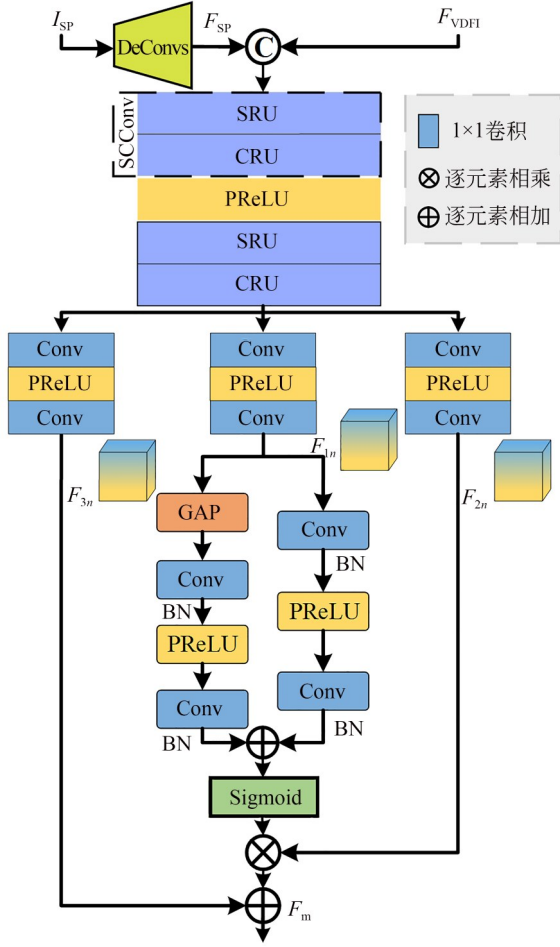 I_SP
DeConvs
F_SP
C
F_VDFI
SCConv
SRU
CRU
PReLU
SRU
CRU
1×1卷积
逐元素相乘
逐元素相加
Conv
PReLU
Conv
Conv
PReLU
Conv
Conv
PReLU
Conv
F_3n
F_1n
F_2n
GAP
Conv
BN
PReLU
Conv
BN
Conv
BN
PReLU
Conv
BN
Sigmoid
F_m